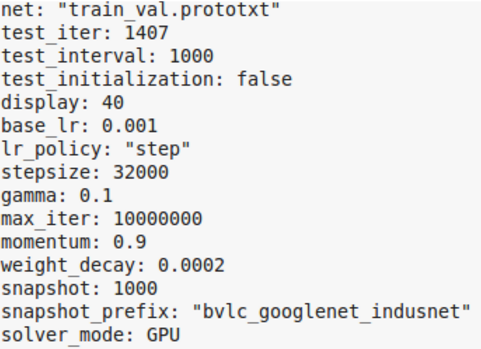 net: "train_val.prototxt"
test_iter: 1407
test_interval: 1000
test_initialization: false
display: 40
base_lr: 0.001
lr_policy: "step"
stepsize: 32000
gamma: 0.1
max_iter: 10000000
momentum: 0.9
weight_decay: 0.0002
snapshot: 1000
snapshot_prefix: "bvlc_googlenet_indusnet"
solver_mode: GPU